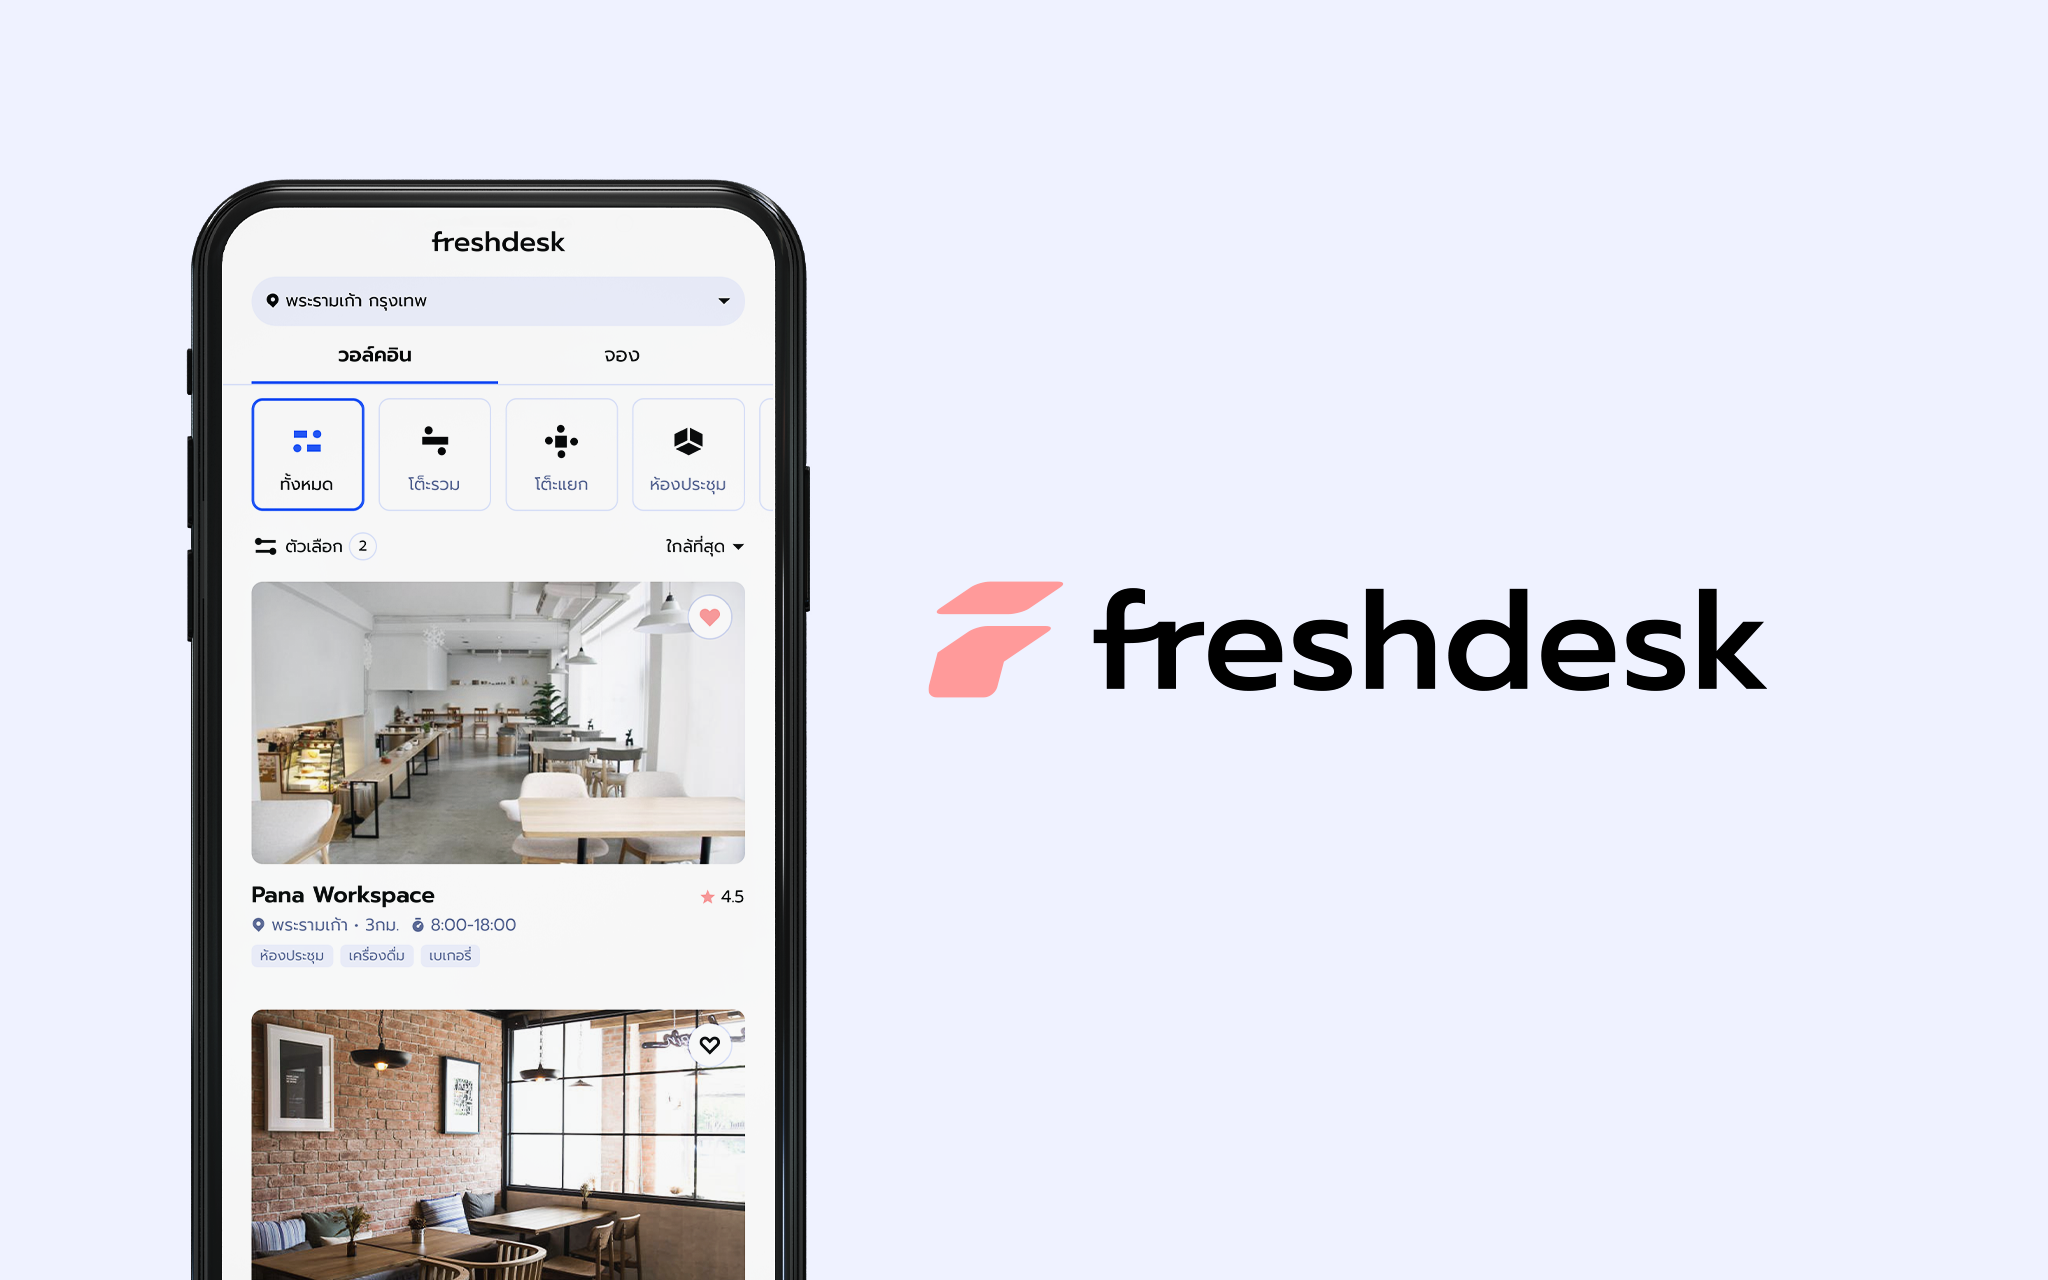 freshdesk
พระรามเก้า กรุงเทพ
วอล์คอิน จอง
ทั้งหมด โต๊ะรวม โต๊ะแยก ห้องประชุม
ตัวเลือก 2 ใกล้ที่สุด
Pana Workspace 4.5
พระรามเก้า • 3กม. 8:00-18:00
ห้องประชุม เครื่องดื่ม เบเกอรี่
freshdesk